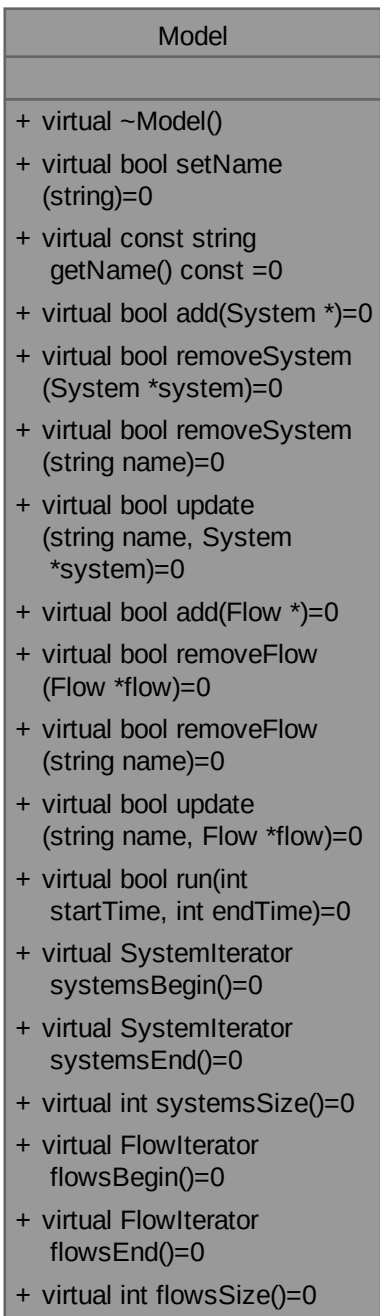 Model
+ virtual ~Model()
+ virtual bool setName
(string)=0
+ virtual const string
getName() const =0
+ virtual bool add(System *)=0
+ virtual bool removeSystem
(System *system)=0
+ virtual bool removeSystem
(string name)=0
+ virtual bool update
(string name, System
*system)=0
+ virtual bool add(Flow *)=0
+ virtual bool removeFlow
(Flow *flow)=0
+ virtual bool removeFlow
(string name)=0
+ virtual bool update
(string name, Flow *flow)=0
+ virtual bool run(int
startTime, int endTime)=0
+ virtual SystemIterator
systemsBegin()=0
+ virtual SystemIterator
systemsEnd()=0
+ virtual int systemsSize()=0
+ virtual FlowIterator
flowsBegin()=0
+ virtual FlowIterator
flowsEnd()=0
+ virtual int flowsSize()=0